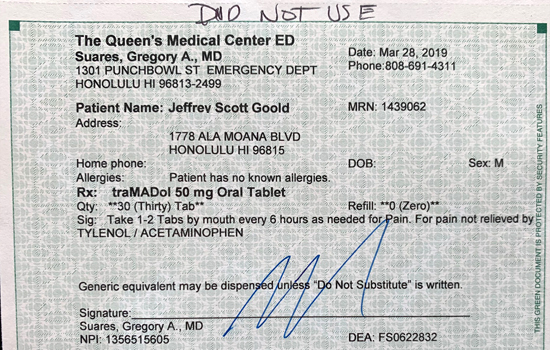 DO NOT USE
The Queen's Medical Center ED
Suares, Gregory A., MD
1301 PUNCHBOWL ST EMERGENCY DEPT
HONOLULU HI 96813-2499
Date: Mar 28, 2019
Phone:808-691-4311
Patient Name: Jeffrey Scott Goold
MRN: 1439062
Address:
1778 ALA MOANA BLVD
HONOLULU HI 96815
Home phone:
DOB:
Sex: M
Allergies: Patient has no known allergies.
Rx: traMADol 50 mg Oral Tablet
Qty: **30 (Thirty) Tab**
Refill: **0 (Zero)**
Sig: Take 1-2 Tabs by mouth every 6 hours as needed for Pain. For pain not relieved by
TYLENOL / ACETAMINOPHEN
Generic equivalent may be dispensed unless "Do Not Substitute" is written.
Signature:
Suares, Gregory A., MD
NPI: 1356515605
DEA: FS0622832
THIS GREEN DOCUMENT IS PROTECTED BY SECURITY FEATURES